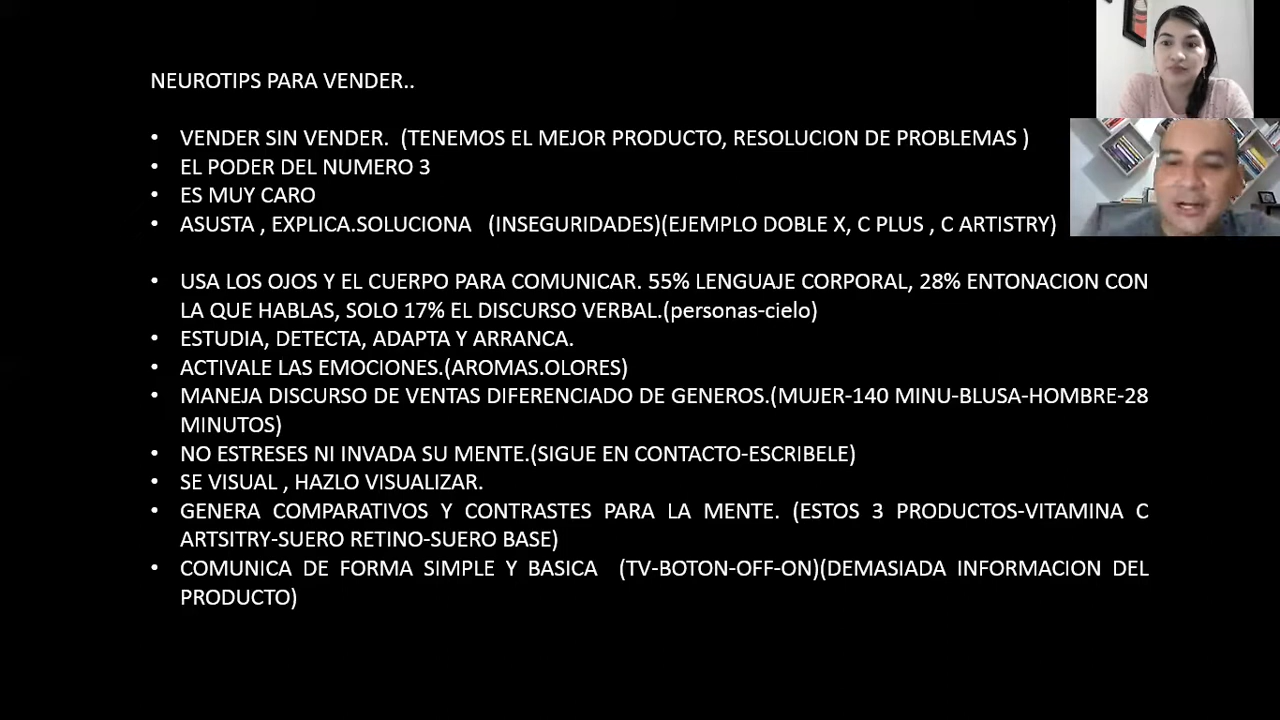 NEUROTIPS PARA VENDER..
• VENDER SIN VENDER. (TENEMOS EL MEJOR PRODUCTO, RESOLUCION DE PROBLEMAS )
• EL PODER DEL NUMERO 3
• ES MUY CARO
• ASUSTA , EXPLICA.SOLUCIONA (INSEGURIDADES)(EJEMPLO DOBLE X, C PLUS , C ARTISTRY)
• USA LOS OJOS Y EL CUERPO PARA COMUNICAR. 55% LENGUAJE CORPORAL, 28% ENTONACION CON
LA QUE HABLAS, SOLO 17% EL DISCURSO VERBAL.(personas-cielo)
• ESTUDIA, DETECTA, ADAPTA Y ARRANCA.
• ACTIVALE LAS EMOCIONES.(AROMAS.OLORES)
• MANEJA DISCURSO DE VENTAS DIFERENCIADO DE GENEROS.(MUJER-140 MINU-BLUSA-HOMBRE-28
MINUTOS)
• NO ESTRESES NI INVADA SU MENTE.(SIGUE EN CONTACTO-ESCRIBELE)
• SE VISUAL , HAZLO VISUALIZAR.
• GENERA COMPARATIVOS Y CONTRASTES PARA LA MENTE. (ESTOS 3 PRODUCTOS-VITAMINA C
ARTSITRY-SUERO RETINO-SUERO BASE)
• COMUNICA DE FORMA SIMPLE Y BASICA (TV-BOTON-OFF-ON)(DEMASIADA INFORMACION DEL
PRODUCTO)